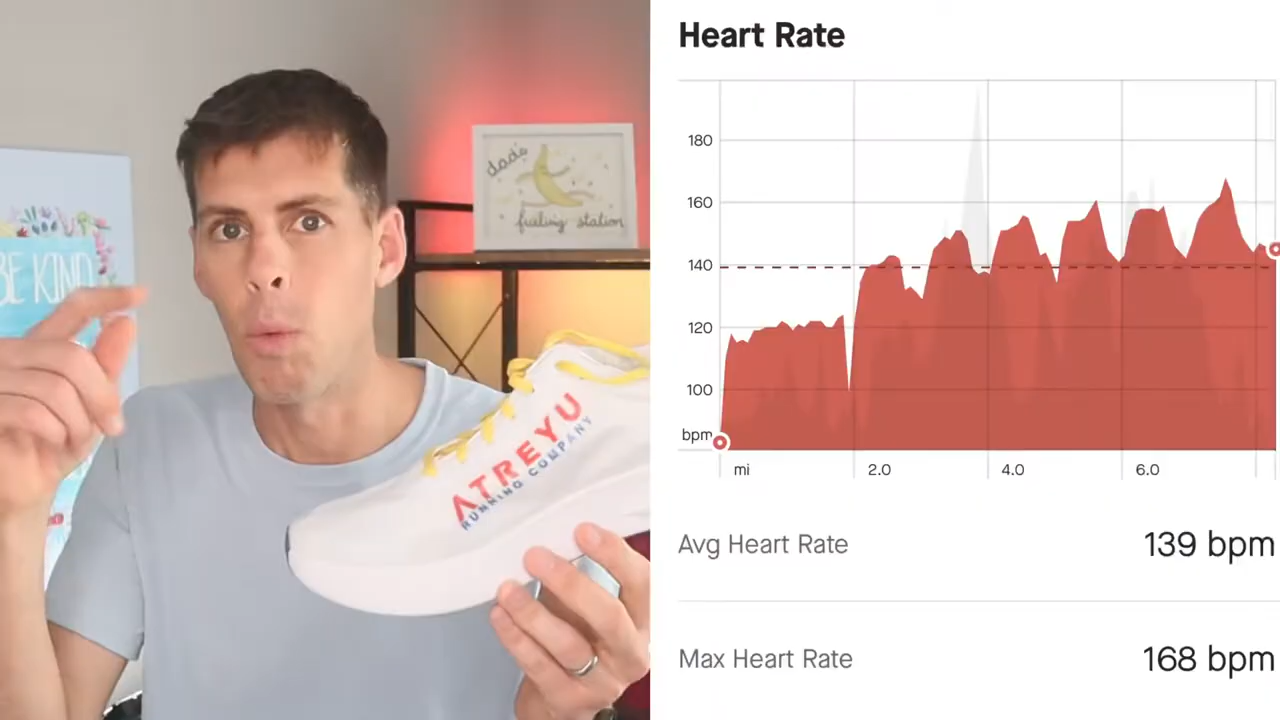 BE KIND
dada's
fueling station
ATREYU
RUNNING COMPANY
Heart Rate
180
160
140
120
100
bpm
mi
2.0
4.0
6.0
Avg Heart Rate
139 bpm
Max Heart Rate
168 bpm